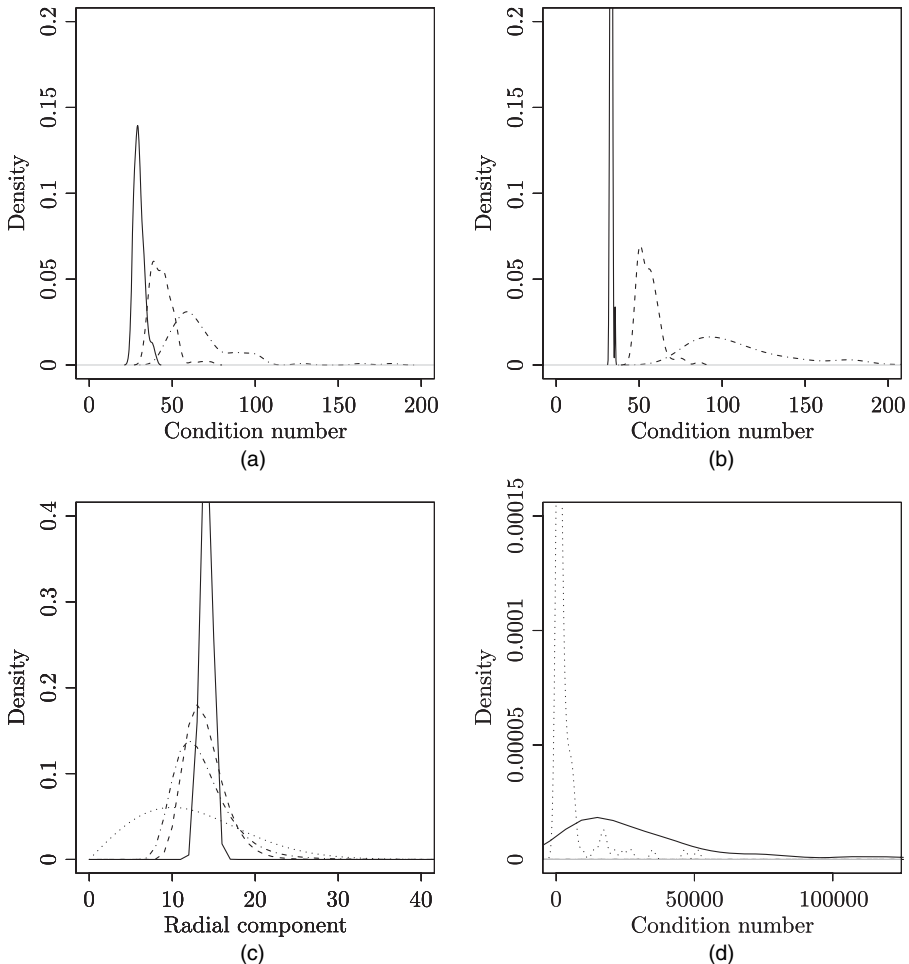 Density
0 0.05 0.1 0.15 0.2
0 50 100 150 200
Condition number
(a)
Density
0 0.05 0.1 0.15 0.2
0 50 100 150 200
Condition number
(b)
Density
0 0.1 0.2 0.3 0.4
0 10 20 30 40
Radial component
(c)
Density
0 0.00005 0.0001 0.00015
0 50000 100000
Condition number
(d)